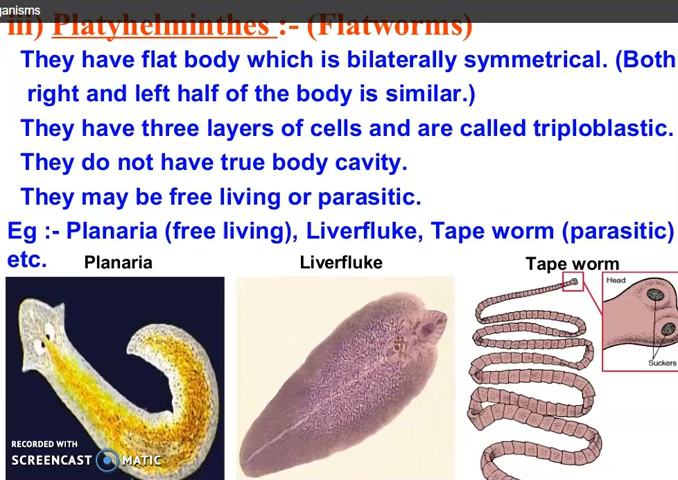 ganisms
iii) Platyhelminthes :- (Flatworms)
They have flat body which is bilaterally symmetrical. (Both
right and left half of the body is similar.)
They have three layers of cells and are called triploblastic.
They do not have true body cavity.
They may be free living or parasitic.
Eg :- Planaria (free living), Liverfluke, Tape worm (parasitic)
etc.
Planaria
Liverfluke
Tape worm
Head
Suckers
RECORDED WITH
SCREENCAST MATIC